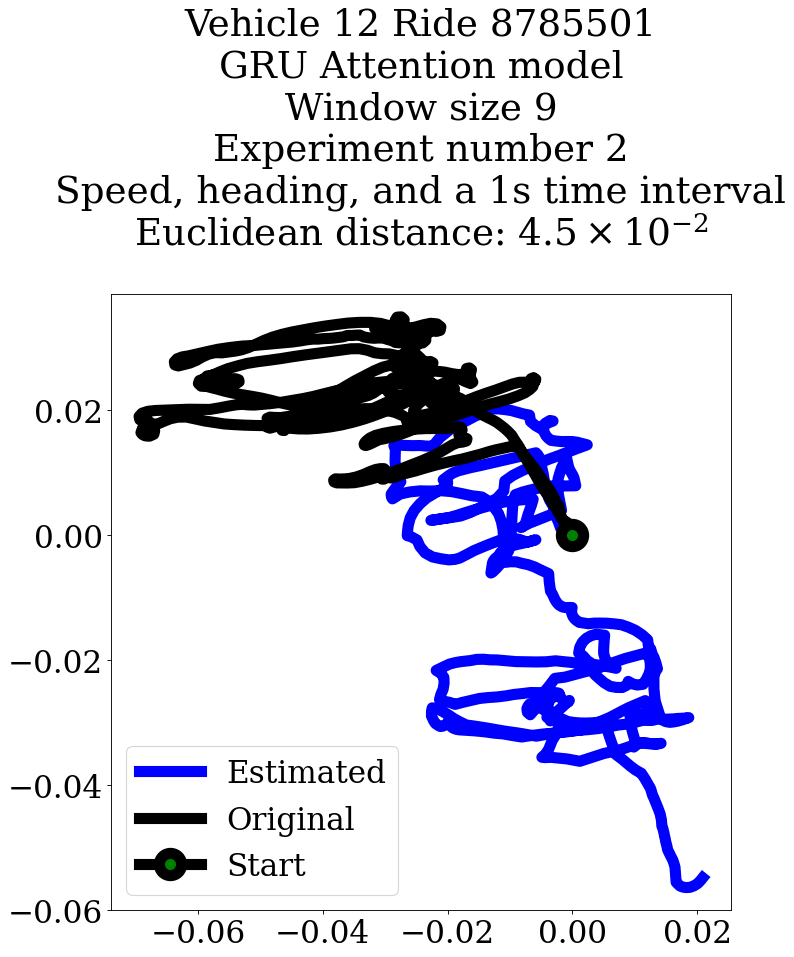 Vehicle 12 Ride 8785501
GRU Attention model
Window size 9
Experiment number 2
Speed, heading, and a 1s time interval
Euclidean distance: 4.5 × 10⁻²
0.02
0.00
−0.02
−0.04
−0.06
Estimated
Original
Start
−0.06 −0.04 −0.02 0.00 0.02